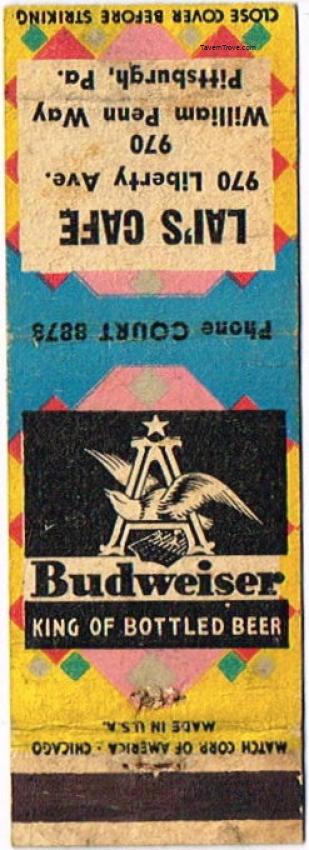 CLOSE COVER BEFORE STRIKING
TavernTrove.com
LAI'S CAFE
970 Liberty Ave.
970
William Penn Way
Pittsburgh, Pa.
Phone COURT 8878
A
Budweiser
KING OF BOTTLED BEER
MATCH CORP OF AMERICA · CHICAGO
MADE IN U.S.A.